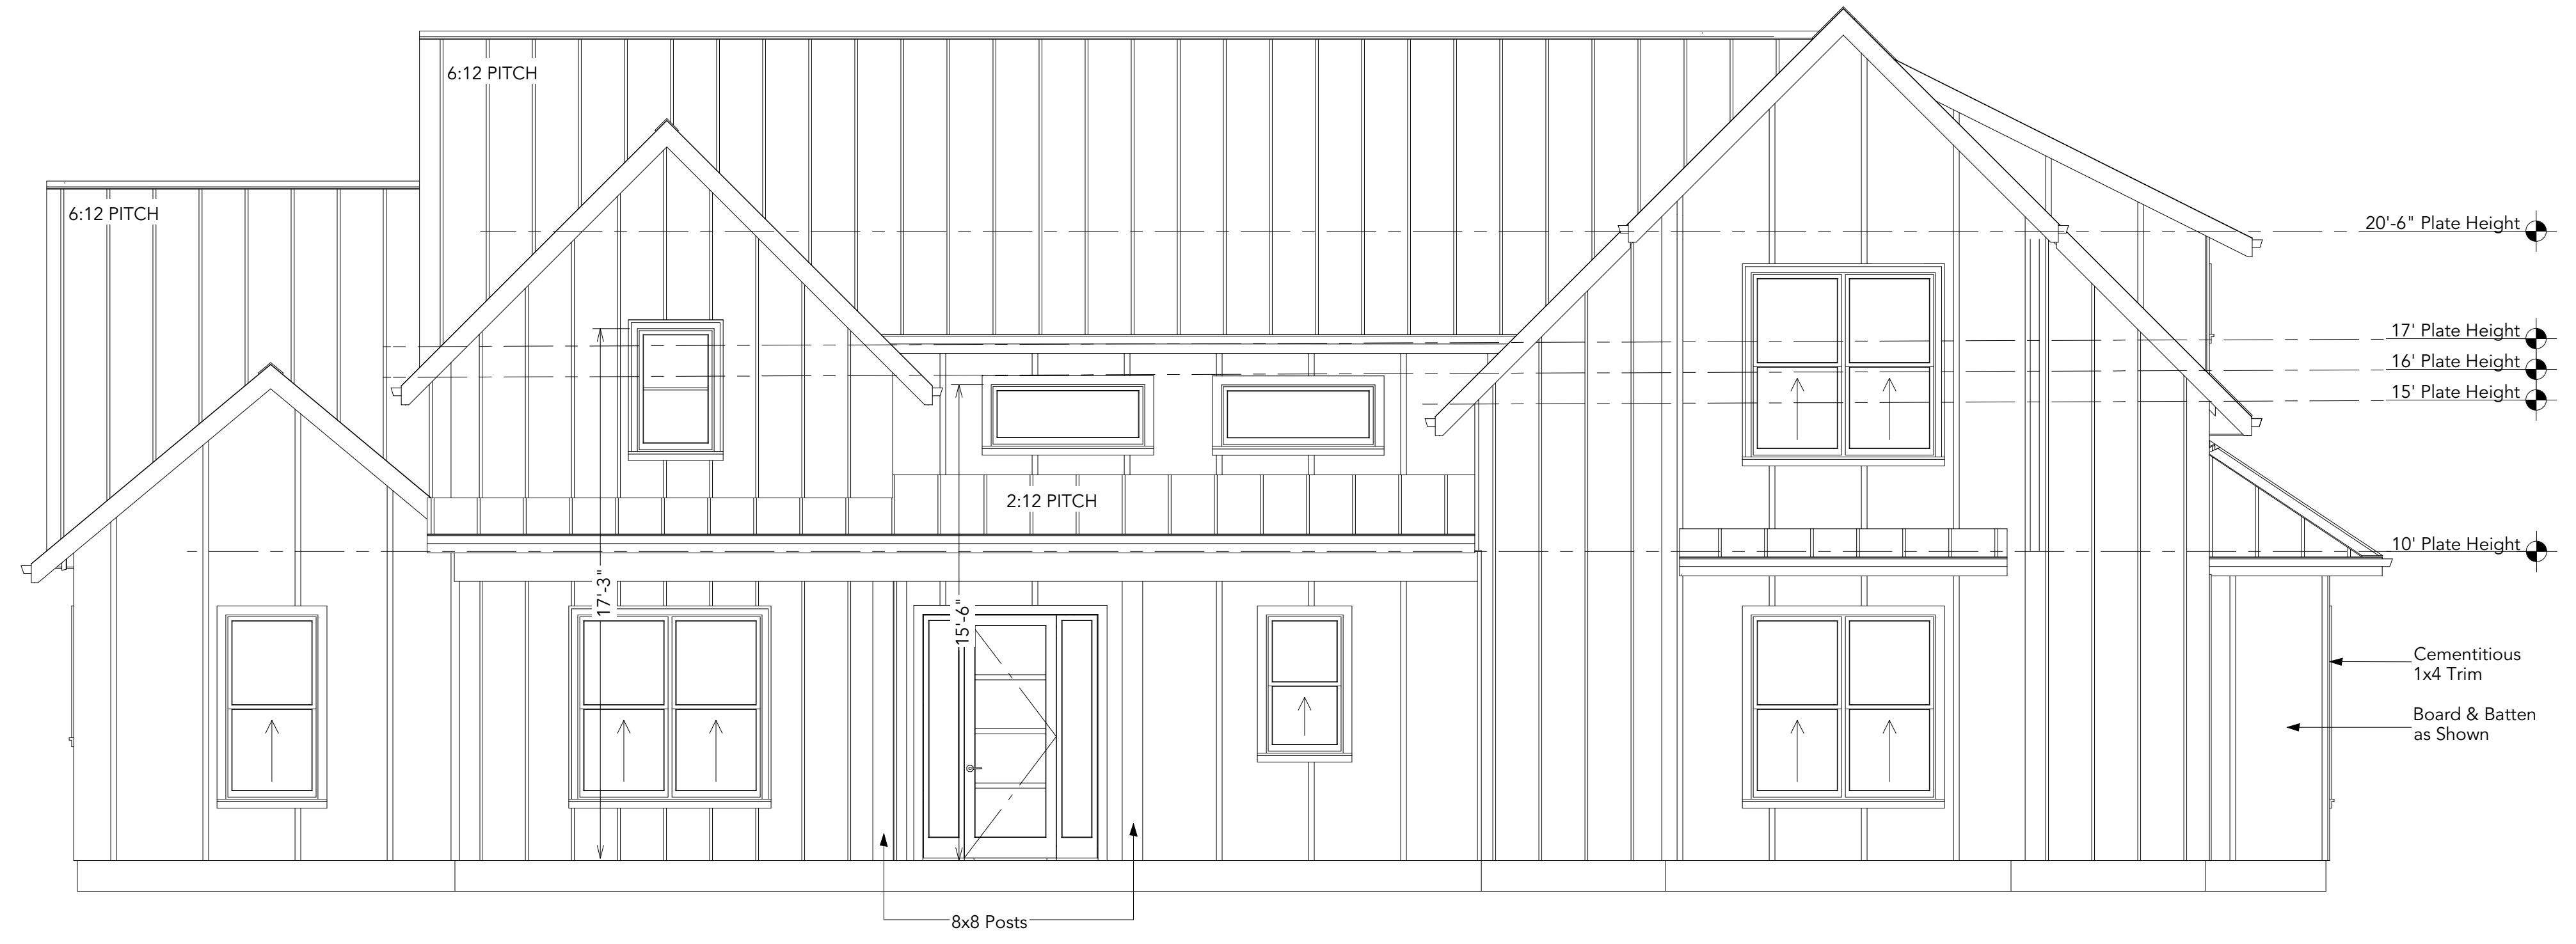 6:12 PITCH
6:12 PITCH
20'-6" Plate Height
17' Plate Height
16' Plate Height
15' Plate Height
2:12 PITCH
10' Plate Height
17'-3"
15'-6"
Cementitious
1x4 Trim
Board & Batten
as Shown
8x8 Posts